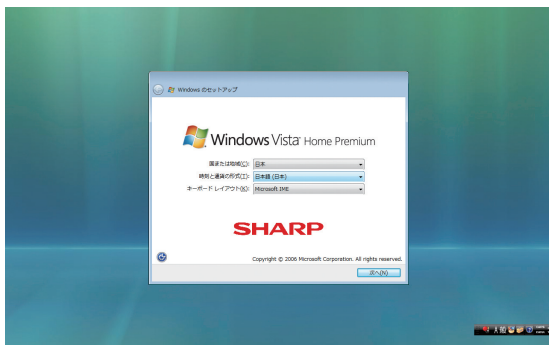 Windows のセットアップ
Windows Vista™ Home Premium
国または地域(C): 日本
時刻と通貨の形式(T): 日本語 (日本)
キーボード レイアウト(K): Microsoft IME
SHARP
Copyright © 2006 Microsoft Corporation. All rights reserved.
次へ(N)
A 般